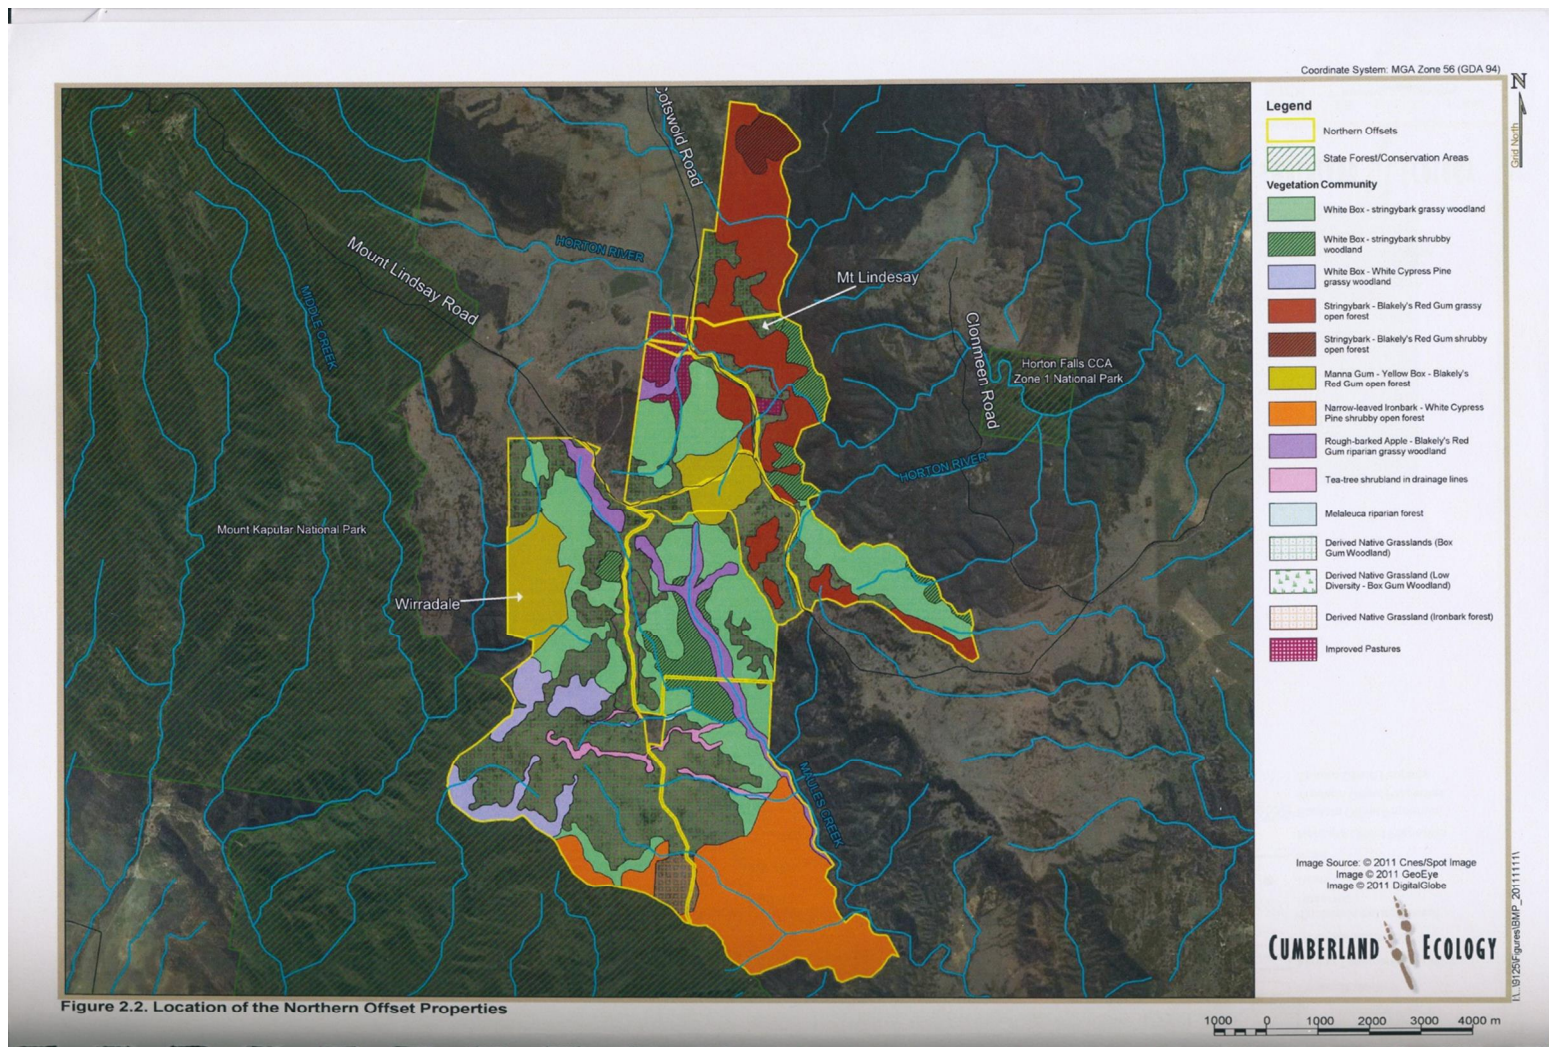 Coordinate System: MGA Zone 56 (GDA 94)
N
Grid North
Legend
Northern Offsets
State Forest/Conservation Areas
Vegetation Community
White Box - stringybark grassy woodland
White Box - stringybark shrubby
woodland
White Box - White Cypress Pine
grassy woodland
Stringybark - Blakely's Red Gum grassy
open forest
Stringybark - Blakely's Red Gum shrubby
open forest
Manna Gum - Yellow Box - Blakely's
Red Gum open forest
Narrow-leaved Ironbark - White Cypress
Pine shrubby open forest
Rough-barked Apple - Blakely's Red
Gum riparian grassy woodland
Tea-tree shrubland in drainage lines
Melaleuca riparian forest
Derived Native Grasslands (Box
Gum Woodland)
Derived Native Grassland (Low
Diversity - Box Gum Woodland)
Derived Native Grassland (Ironbark forest)
Improved Pastures
Cotswold Road
HORTON RIVER
Mount Lindsay Road
MIDDLE CREEK
Mt Lindesay
Clonmeen Road
Horton Falls CCA
Zone 1 National Park
HORTON RIVER
Mount Kaputar National Park
Wirradale
MAULES CREEK
Image Source: © 2011 Cnes/Spot Image
Image © 2011 GeoEye
Image © 2011 DigitalGlobe
CUMBERLAND ECOLOGY
I:\...\9125\Figures\BMP_20111111\
Figure 2.2. Location of the Northern Offset Properties
1000 0 1000 2000 3000 4000 m